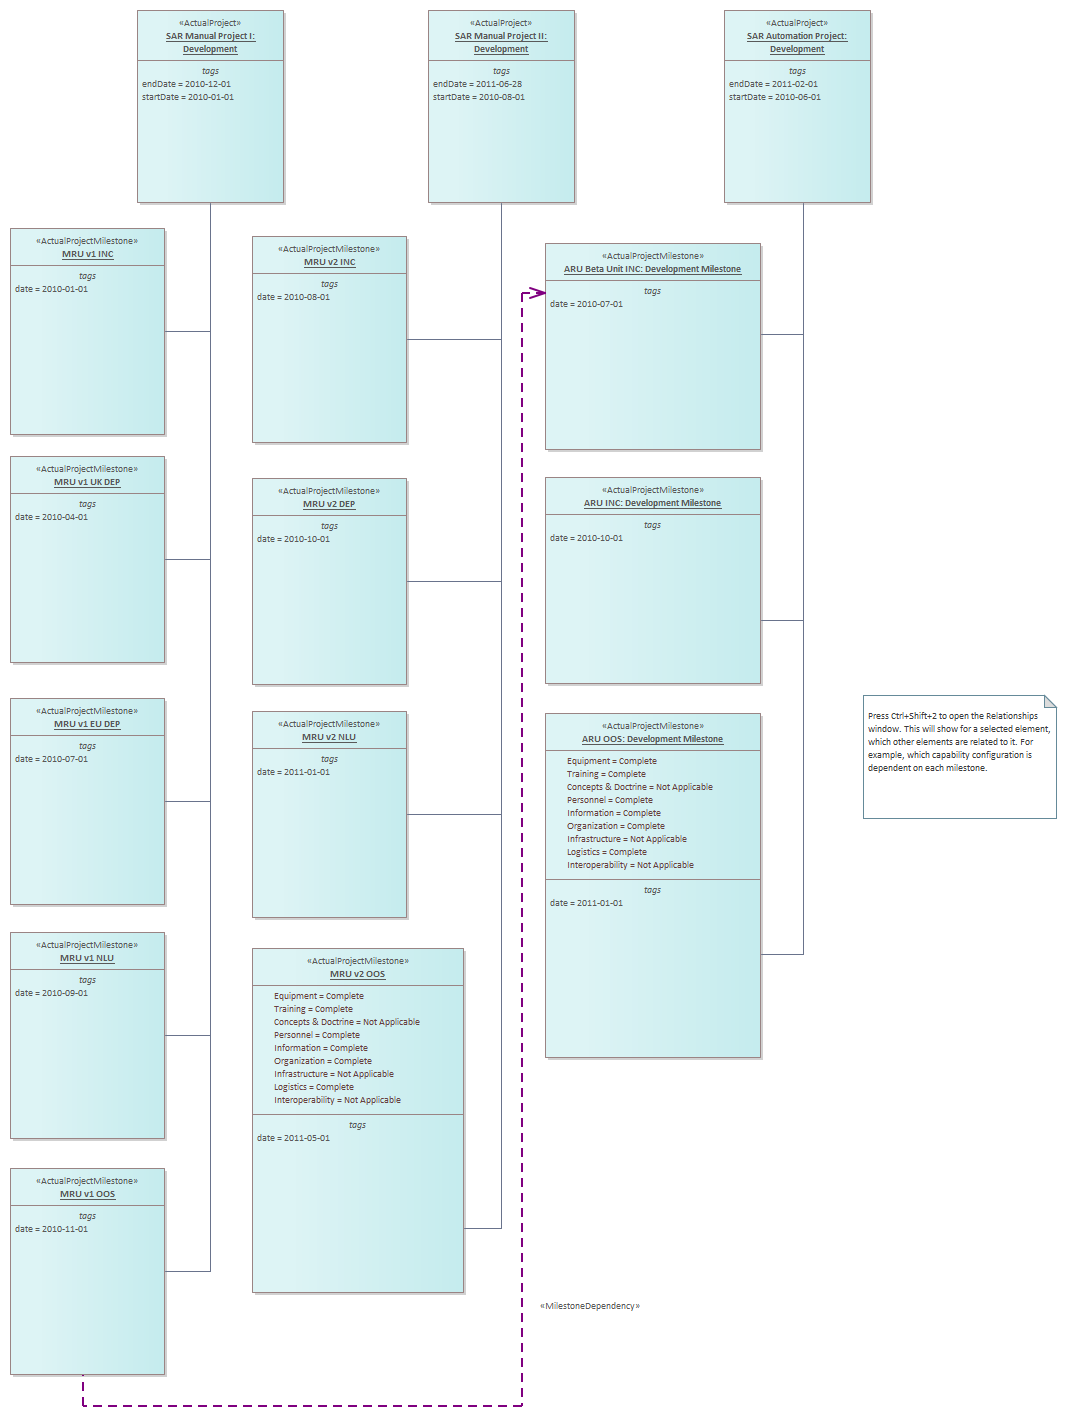 «ActualProject»
SAR Manual Project I:
Development
tags
endDate = 2010-12-01
startDate = 2010-01-01
«ActualProject»
SAR Manual Project II:
Development
tags
endDate = 2011-06-28
startDate = 2010-08-01
«ActualProject»
SAR Automation Project:
Development
tags
endDate = 2011-02-01
startDate = 2010-06-01
«ActualProjectMilestone»
MRU v1 INC
tags
date = 2010-01-01
«ActualProjectMilestone»
MRU v1 UK DEP
tags
date = 2010-04-01
«ActualProjectMilestone»
MRU v1 EU DEP
tags
date = 2010-07-01
«ActualProjectMilestone»
MRU v1 NLU
tags
date = 2010-09-01
«ActualProjectMilestone»
MRU v1 OOS
tags
date = 2010-11-01
«ActualProjectMilestone»
MRU v2 INC
tags
date = 2010-08-01
«ActualProjectMilestone»
MRU v2 DEP
tags
date = 2010-10-01
«ActualProjectMilestone»
MRU v2 NLU
tags
date = 2011-01-01
«ActualProjectMilestone»
MRU v2 OOS
Equipment = Complete
Training = Complete
Concepts & Doctrine = Not Applicable
Personnel = Complete
Information = Complete
Organization = Complete
Infrastructure = Not Applicable
Logistics = Complete
Interoperability = Not Applicable
tags
date = 2011-05-01
«ActualProjectMilestone»
ARU Beta Unit INC: Development Milestone
tags
date = 2010-07-01
«ActualProjectMilestone»
ARU INC: Development Milestone
tags
date = 2010-10-01
«ActualProjectMilestone»
ARU OOS: Development Milestone
Equipment = Complete
Training = Complete
Concepts & Doctrine = Not Applicable
Personnel = Complete
Information = Complete
Organization = Complete
Infrastructure = Not Applicable
Logistics = Complete
Interoperability = Not Applicable
tags
date = 2011-01-01
«MilestoneDependency»
Press Ctrl+Shift+2 to open the Relationships
window. This will show for a selected element,
which other elements are related to it. For
example, which capability configuration is
dependent on each milestone.